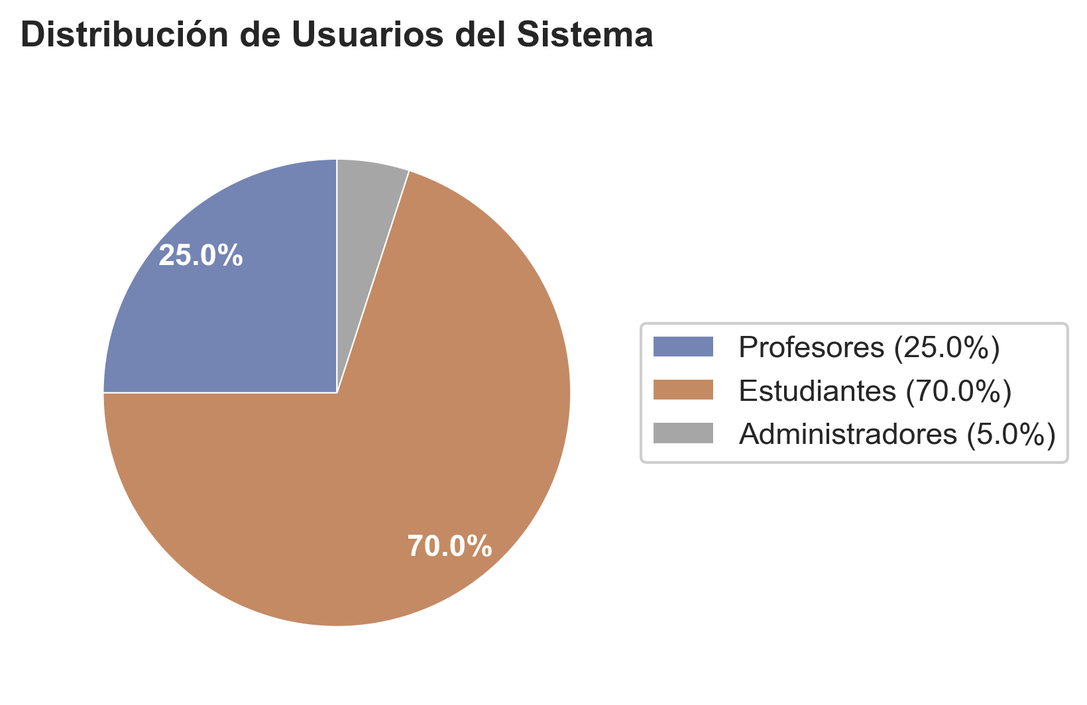 Distribución de Usuarios del Sistema
25.0%
70.0%
Profesores (25.0%)
Estudiantes (70.0%)
Administradores (5.0%)